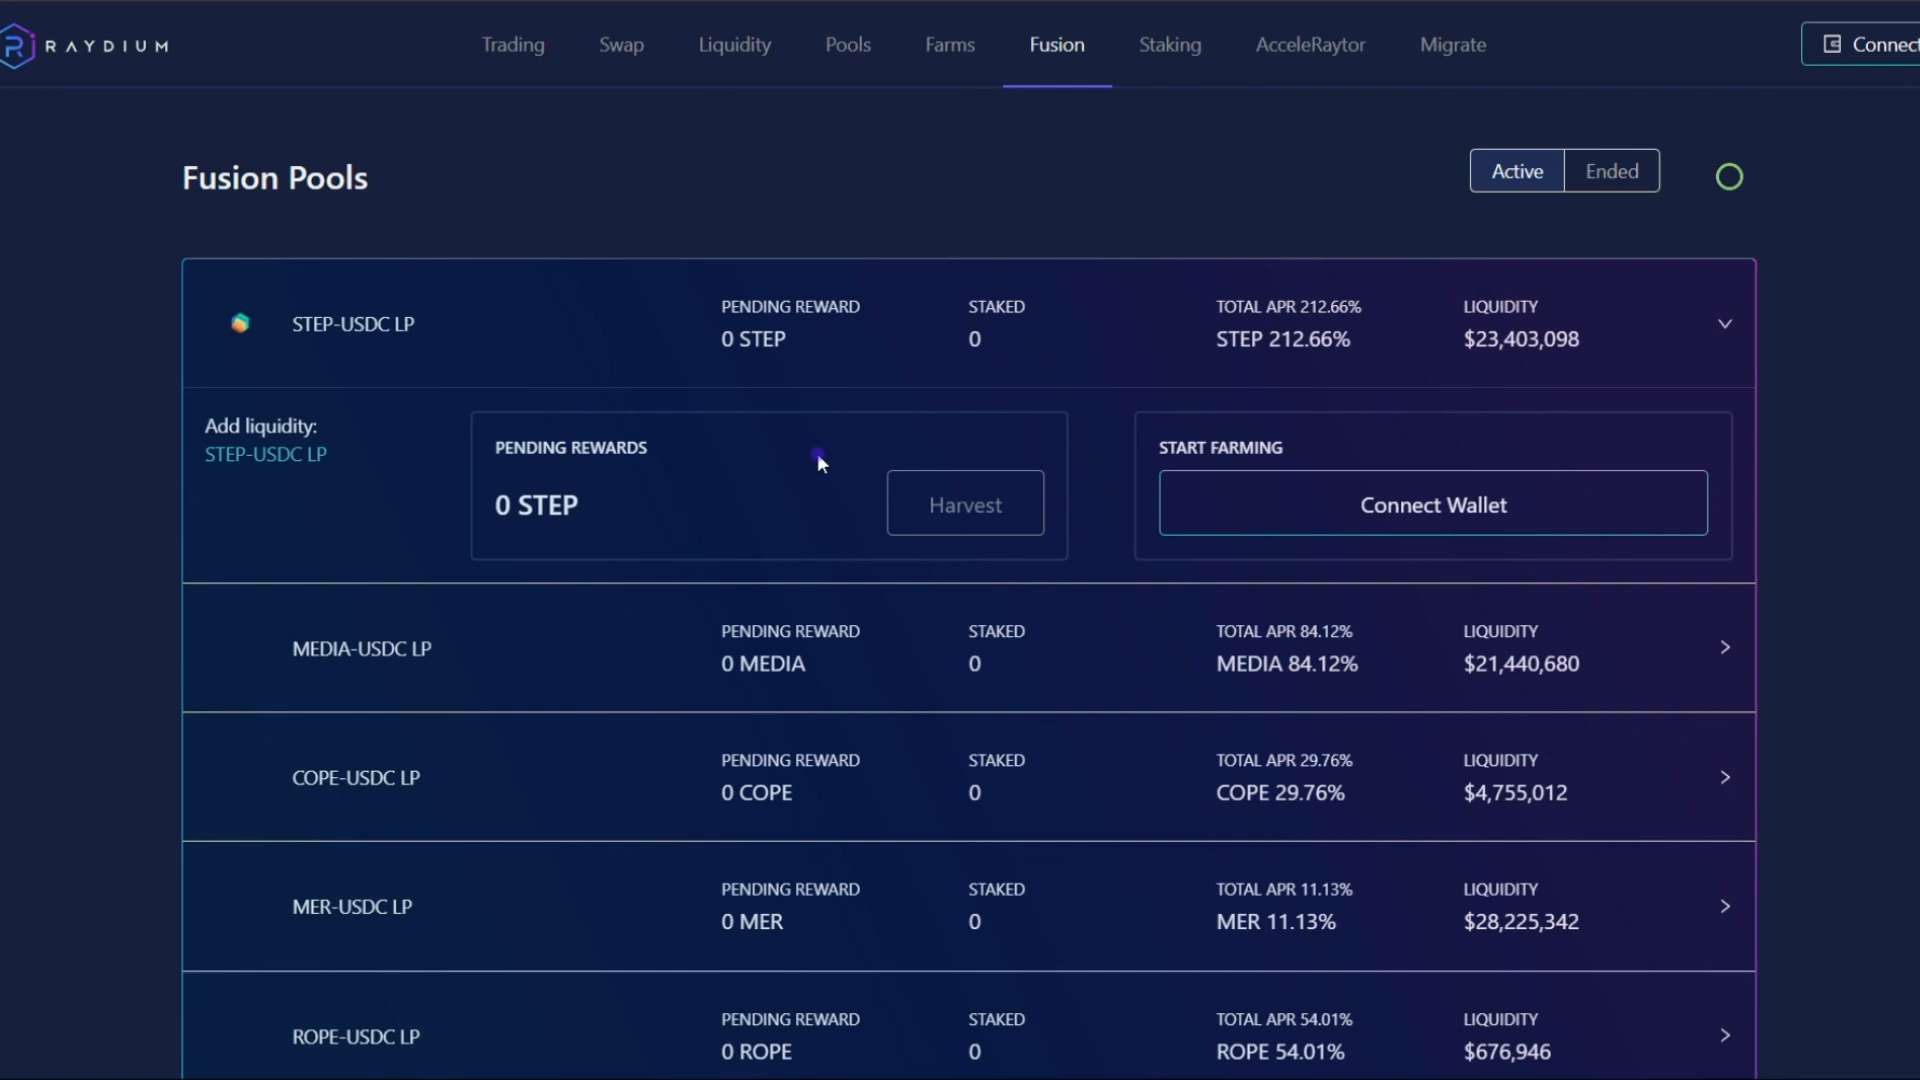 RAYDIUM
Trading Swap Liquidity Pools Farms Fusion Staking AcceleRaytor Migrate
Connect
Fusion Pools
Active Ended
STEP-USDC LP
PENDING REWARD STAKED TOTAL APR 212.66% LIQUIDITY
0 STEP 0 STEP 212.66% $23,403,098
Add liquidity:
STEP-USDC LP
PENDING REWARDS
0 STEP
Harvest
START FARMING
Connect Wallet
MEDIA-USDC LP
PENDING REWARD STAKED TOTAL APR 84.12% LIQUIDITY
0 MEDIA 0 MEDIA 84.12% $21,440,680
COPE-USDC LP
PENDING REWARD STAKED TOTAL APR 29.76% LIQUIDITY
0 COPE 0 COPE 29.76% $4,755,012
MER-USDC LP
PENDING REWARD STAKED TOTAL APR 11.13% LIQUIDITY
0 MER 0 MER 11.13% $28,225,342
ROPE-USDC LP
PENDING REWARD STAKED TOTAL APR 54.01% LIQUIDITY
0 ROPE 0 ROPE 54.01% $676,946